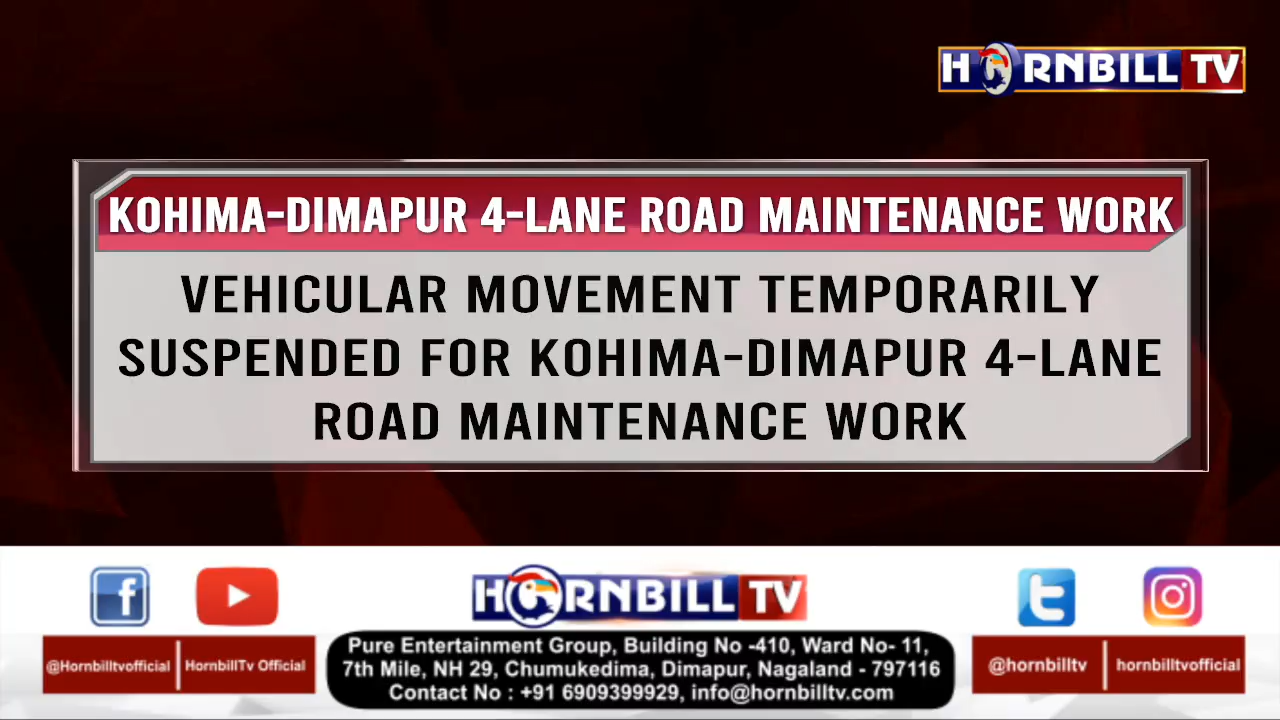 HORNBILL TV
KOHIMA-DIMAPUR 4-LANE ROAD MAINTENANCE WORK
VEHICULAR MOVEMENT TEMPORARILY
SUSPENDED FOR KOHIMA-DIMAPUR 4-LANE
ROAD MAINTENANCE WORK
HORNBILL TV
@Hornbilltvofficial
HornbillTv Official
Pure Entertainment Group, Building No -410, Ward No- 11,
7th Mile, NH 29, Chumukedima, Dimapur, Nagaland - 797116
Contact No : +91 6909399929, info@hornbilltv.com
@hornbilltv
hornbilltvofficial